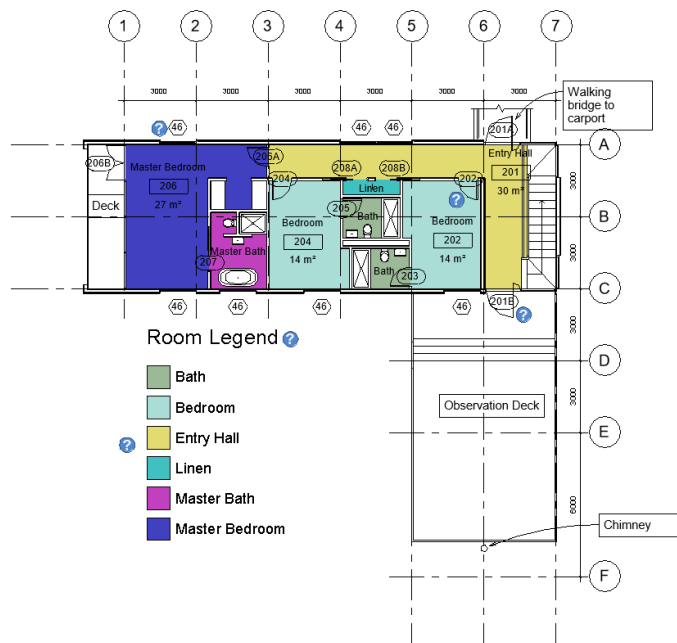 1 2 3 4 5 6 7
3000 3000 3000 3000 3000 3000
Walking
bridge to
carport
? 46 46 46 201A
A
206B Master Bedroom 205A 208A 208B Entry Hall
206 204 202 201
27 m² Linen 30 m² 3000
Deck 205 Bath ?
B
Bedroom Bedroom
204 202
14 m² 14 m²
Master Bath
207 Bath 203 3000
C
46 46 46 46 201B ?
Room Legend ?
3000
D
Bath
Bedroom Observation Deck 3000
Entry Hall
E
?
Linen
Master Bath 6000
Master Bedroom Chimney
F